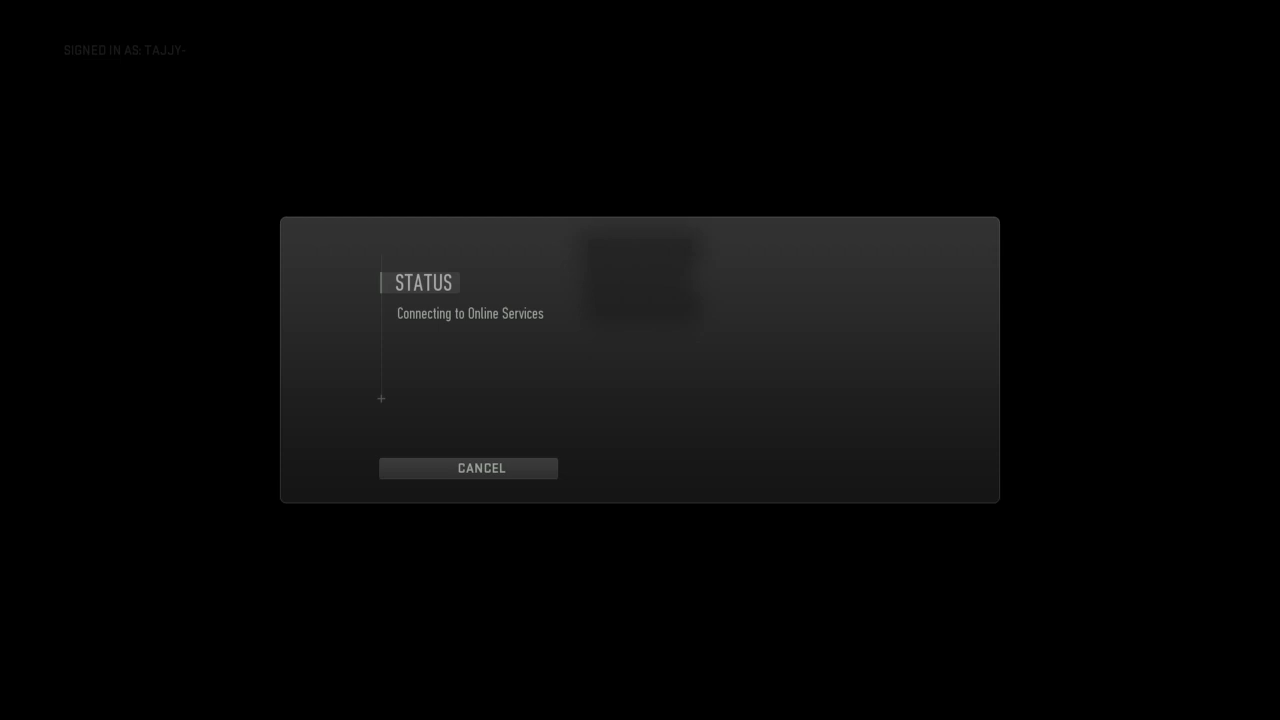 SIGNED IN AS: TAJJY-
STATUS
Connecting to Online Services
CANCEL